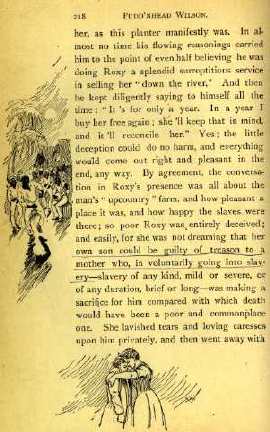 218 PUDD'NHEAD WILSON.
her, as this planter manifestly was. In al-
most no time his flowing reasonings carried
him to the point of even half believing he was
doing Roxy a splendid surreptitious service
in selling her "down the river." And then
he kept diligently saying to himself all the
time: "It 's for only a year. In a year I
buy her free again; she 'll keep that in mind,
and it 'll reconcile her." Yes; the little
deception could do no harm, and everything
would come out right and pleasant in the
end, any way. By agreement, the conversa-
tion in Roxy's presence was all about the
man's "up-country" farm, and how pleasant a
place it was, and how happy the slaves were
there; so poor Roxy was entirely deceived;
and easily, for she was not dreaming that her
own son could be guilty of treason to a
mother who, in voluntarily going into slav-
ery—slavery of any kind, mild or severe, or
of any duration, brief or long—was making a
sacrifice for him compared with which death
would have been a poor and commonplace
one. She lavished tears and loving caresses
upon him privately, and then went away with